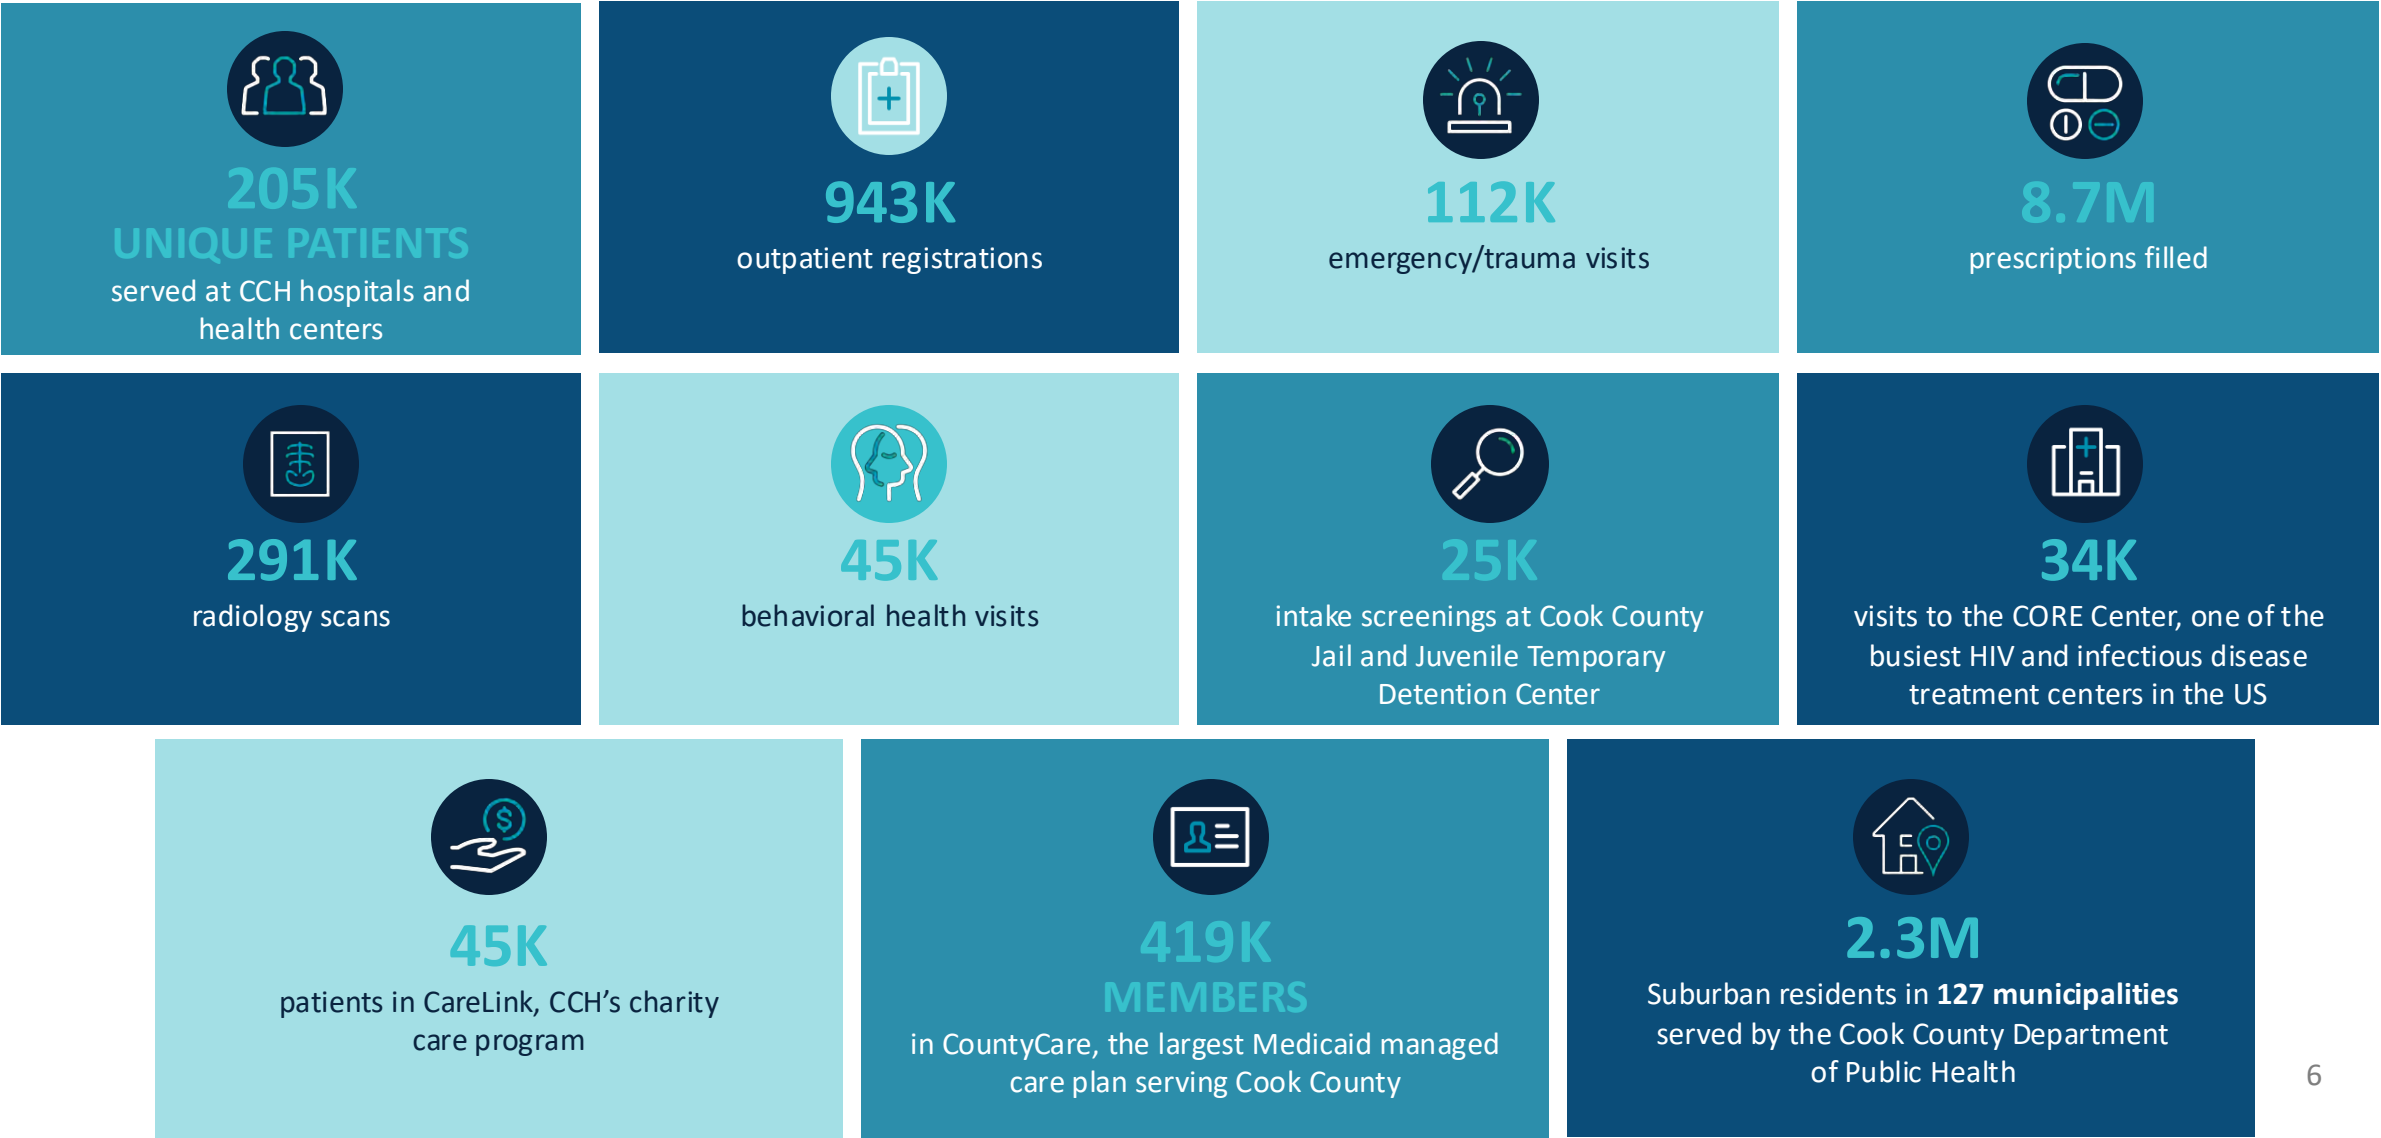 205K
UNIQUE PATIENTS
served at CCH hospitals and
health centers
943K
outpatient registrations
112K
emergency/trauma visits
8.7M
prescriptions filled
291K
radiology scans
45K
behavioral health visits
25K
intake screenings at Cook County
Jail and Juvenile Temporary
Detention Center
34K
visits to the CORE Center, one of the
busiest HIV and infectious disease
treatment centers in the US
$
45K
patients in CareLink, CCH’s charity
care program
419K
MEMBERS
in CountyCare, the largest Medicaid managed
care plan serving Cook County
2.3M
Suburban residents in 127 municipalities
served by the Cook County Department
of Public Health
6